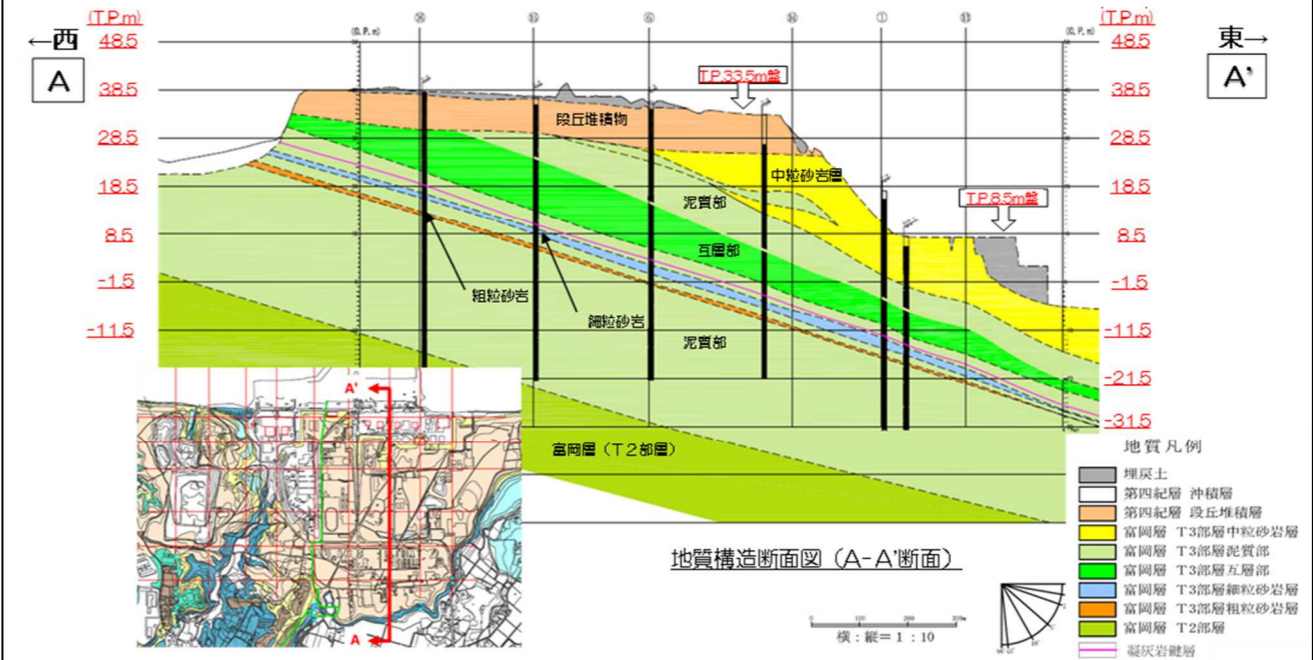 (T.P.m)
←西
A
48.5
38.5
28.5
18.5
8.5
-1.5
-11.5
(O.P.m)
(O.P.m)
(T.P.m)
東→
A'
48.5
38.5
28.5
18.5
8.5
-1.5
-11.5
-21.5
-31.5
T.P.33.5m盤
T.P.8.5m盤
段丘堆積物
中粒砂岩層
泥質部
互層部
粗粒砂岩
細粒砂岩
泥質部
富岡層(T2部層)
A'
A
地質構造断面図(A-A'断面)
0 100 200 300m
横:縦=1:10
地質凡例
埋戻土
第四紀層 沖積層
第四紀層 段丘堆積層
富岡層 T3部層中粒砂岩層
富岡層 T3部層泥質部
富岡層 T3部層互層部
富岡層 T3部層細粒砂岩層
富岡層 T3部層粗粒砂岩層
富岡層 T2部層
凝灰岩鍵層